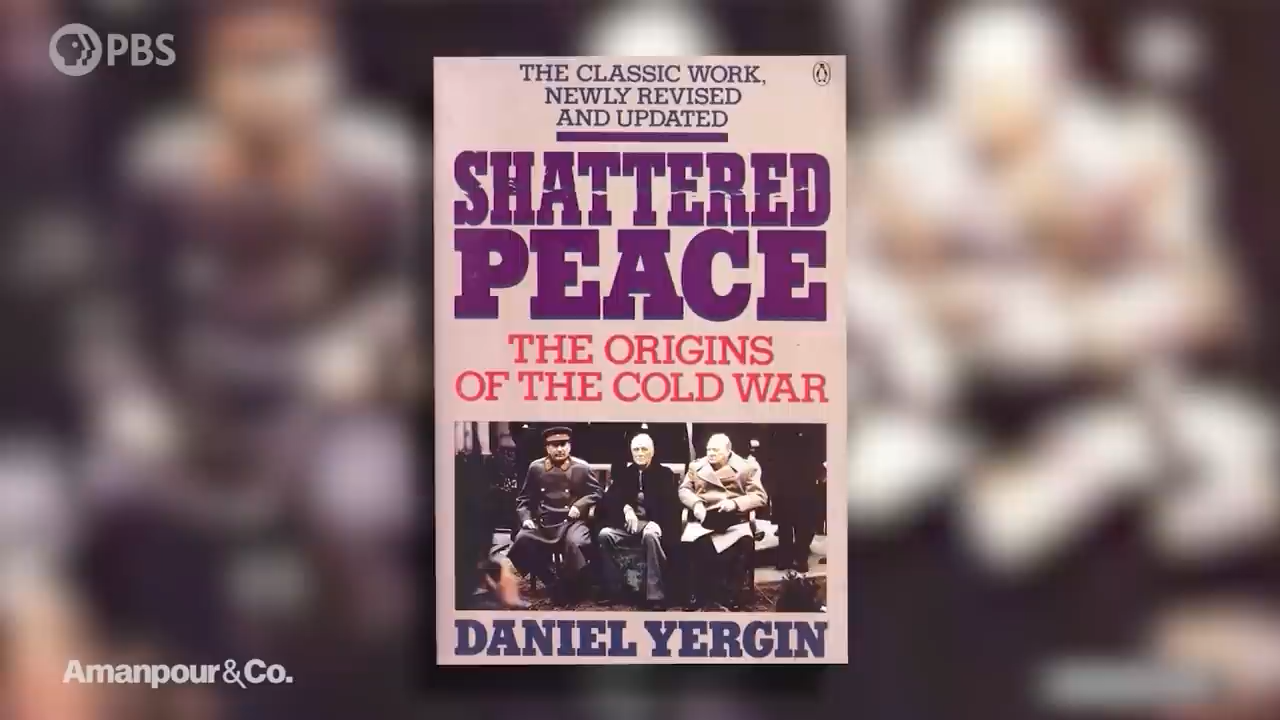 PBS
THE CLASSIC WORK,
NEWLY REVISED
AND UPDATED
SHATTERED
PEACE
THE ORIGINS
OF THE COLD WAR
DANIEL YERGIN
Amanpour&Co.